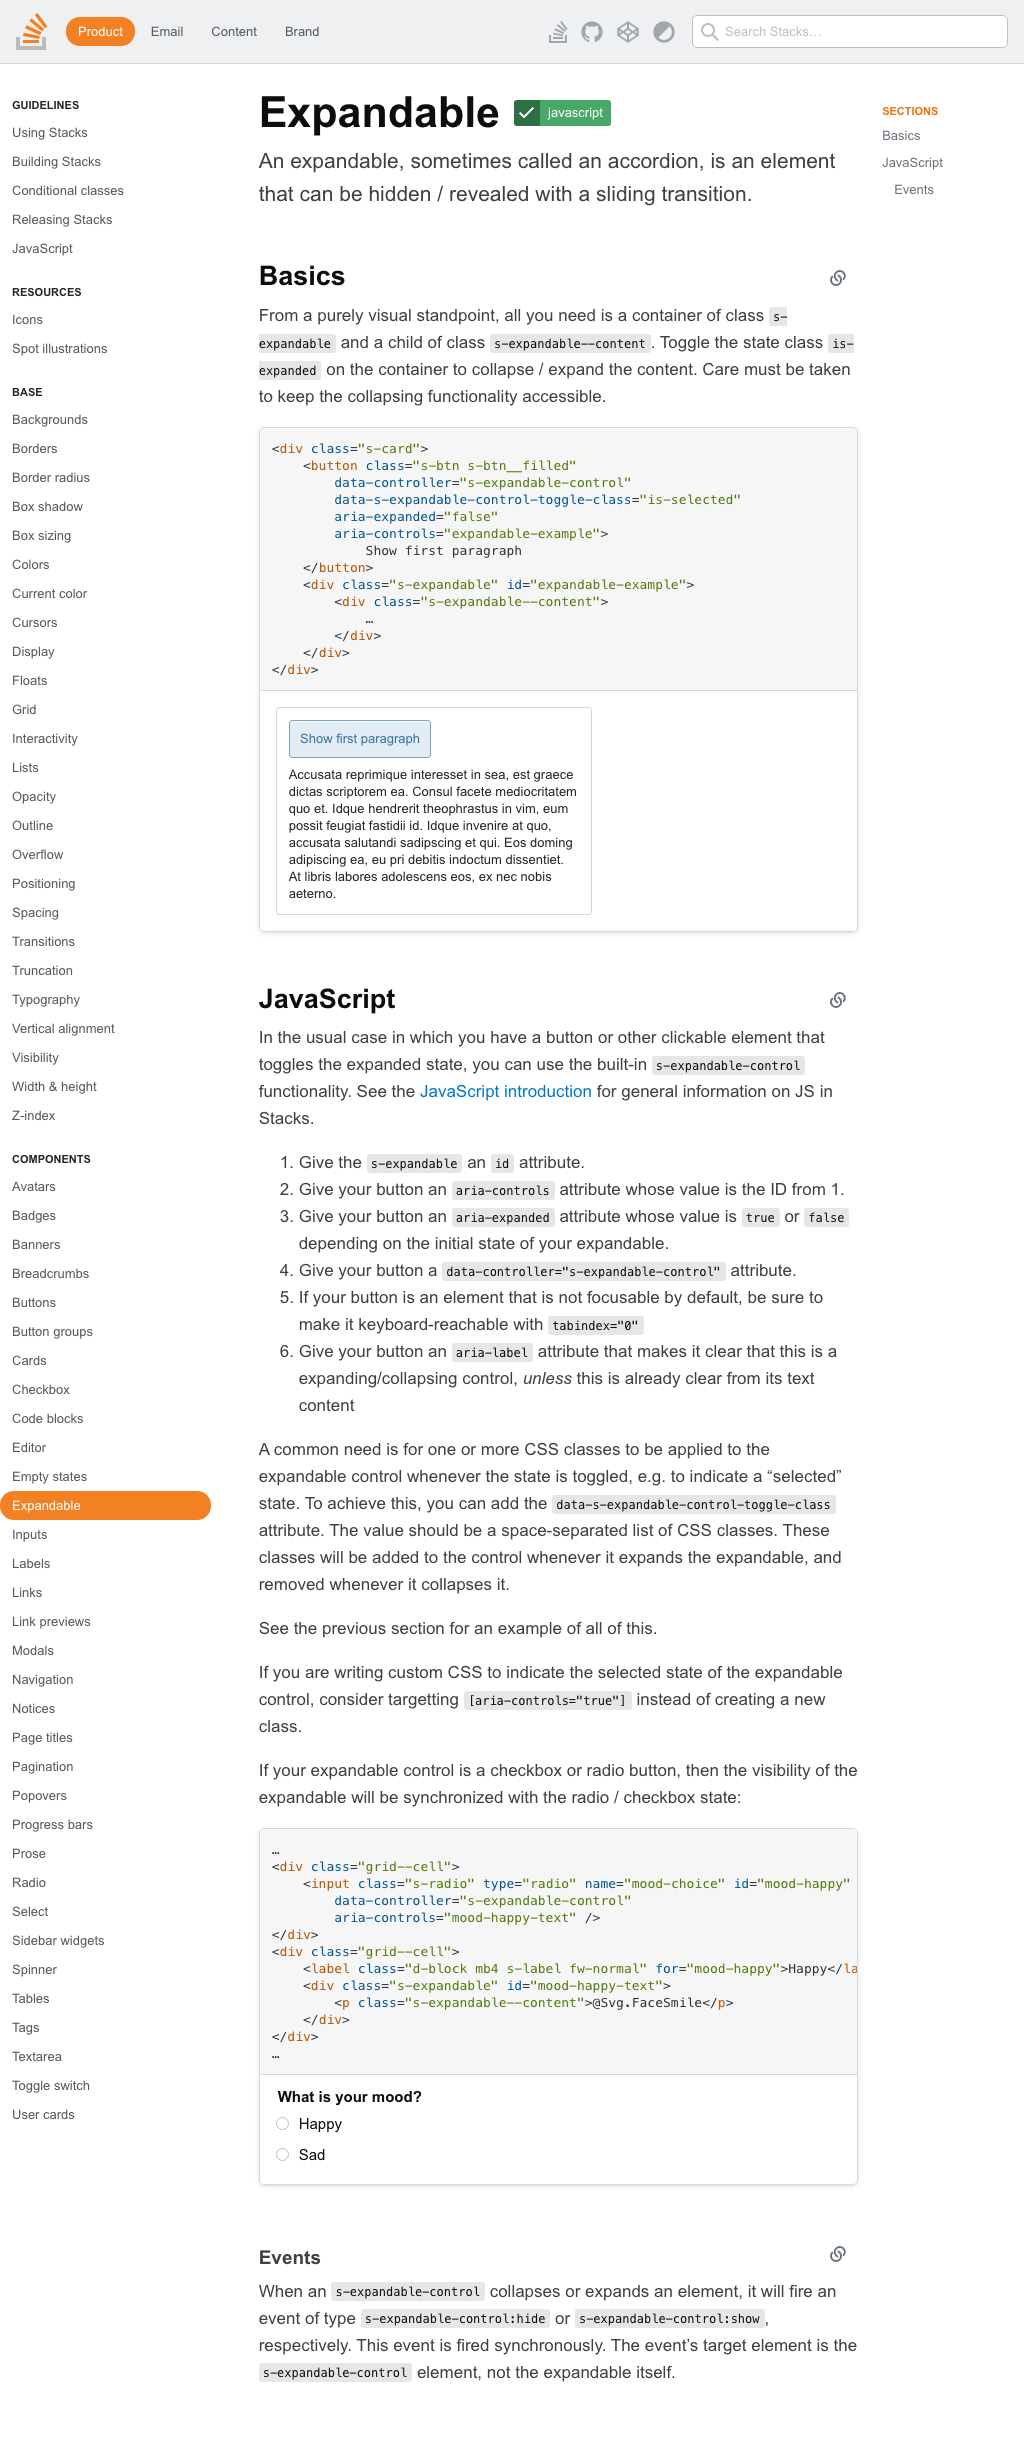 Product
Email
Content
Brand
Search Stacks…
GUIDELINES
Using Stacks
Building Stacks
Conditional classes
Releasing Stacks
JavaScript
RESOURCES
Icons
Spot illustrations
BASE
Backgrounds
Borders
Border radius
Box shadow
Box sizing
Colors
Current color
Cursors
Display
Floats
Grid
Interactivity
Lists
Opacity
Outline
Overflow
Positioning
Spacing
Transitions
Truncation
Typography
Vertical alignment
Visibility
Width & height
Z-index
COMPONENTS
Avatars
Badges
Banners
Breadcrumbs
Buttons
Button groups
Cards
Checkbox
Code blocks
Editor
Empty states
Expandable
Inputs
Labels
Links
Link previews
Modals
Navigation
Notices
Page titles
Pagination
Popovers
Progress bars
Prose
Radio
Select
Sidebar widgets
Spinner
Tables
Tags
Textarea
Toggle switch
User cards
Expandable
javascript
An expandable, sometimes called an accordion, is an element
that can be hidden / revealed with a sliding transition.
Basics
From a purely visual standpoint, all you need is a container of class s-
expandable and a child of class s-expandable--content. Toggle the state class is-
expanded on the container to collapse / expand the content. Care must be taken
to keep the collapsing functionality accessible.
<div class="s-card">
    <button class="s-btn s-btn__filled"
        data-controller="s-expandable-control"
        data-s-expandable-control-toggle-class="is-selected"
        aria-expanded="false"
        aria-controls="expandable-example">
            Show first paragraph
    </button>
    <div class="s-expandable" id="expandable-example">
        <div class="s-expandable--content">
            …
        </div>
    </div>
</div>
Show first paragraph
Accusata reprimique interesset in sea, est graece
dictas scriptorem ea. Consul facete mediocritatem
quo et. Idque hendrerit theophrastus in vim, eum
possit feugiat fastidii id. Idque invenire at quo,
accusata salutandi sadipscing et qui. Eos doming
adipiscing ea, eu pri debitis indoctum dissentiet.
At libris labores adolescens eos, ex nec nobis
aeterno.
JavaScript
In the usual case in which you have a button or other clickable element that
toggles the expanded state, you can use the built-in s-expandable-control
functionality. See the JavaScript introduction for general information on JS in
Stacks.
1. Give the s-expandable an id attribute.
2. Give your button an aria-controls attribute whose value is the ID from 1.
3. Give your button an aria-expanded attribute whose value is true or false
depending on the initial state of your expandable.
4. Give your button a data-controller="s-expandable-control" attribute.
5. If your button is an element that is not focusable by default, be sure to
make it keyboard-reachable with tabindex="0"
6. Give your button an aria-label attribute that makes it clear that this is a
expanding/collapsing control, unless this is already clear from its text
content
A common need is for one or more CSS classes to be applied to the
expandable control whenever the state is toggled, e.g. to indicate a “selected”
state. To achieve this, you can add the data-s-expandable-control-toggle-class
attribute. The value should be a space-separated list of CSS classes. These
classes will be added to the control whenever it expands the expandable, and
removed whenever it collapses it.
See the previous section for an example of all of this.
If you are writing custom CSS to indicate the selected state of the expandable
control, consider targetting [aria-controls="true"] instead of creating a new
class.
If your expandable control is a checkbox or radio button, then the visibility of the
expandable will be synchronized with the radio / checkbox state:
…
<div class="grid--cell">
    <input class="s-radio" type="radio" name="mood-choice" id="mood-happy"
        data-controller="s-expandable-control"
        aria-controls="mood-happy-text" />
</div>
<div class="grid--cell">
    <label class="d-block mb4 s-label fw-normal" for="mood-happy">Happy</la
    <div class="s-expandable" id="mood-happy-text">
        <p class="s-expandable--content">@Svg.FaceSmile</p>
    </div>
</div>
…
What is your mood?
Happy
Sad
Events
When an s-expandable-control collapses or expands an element, it will fire an
event of type s-expandable-control:hide or s-expandable-control:show,
respectively. This event is fired synchronously. The event’s target element is the
s-expandable-control element, not the expandable itself.
SECTIONS
Basics
JavaScript
Events